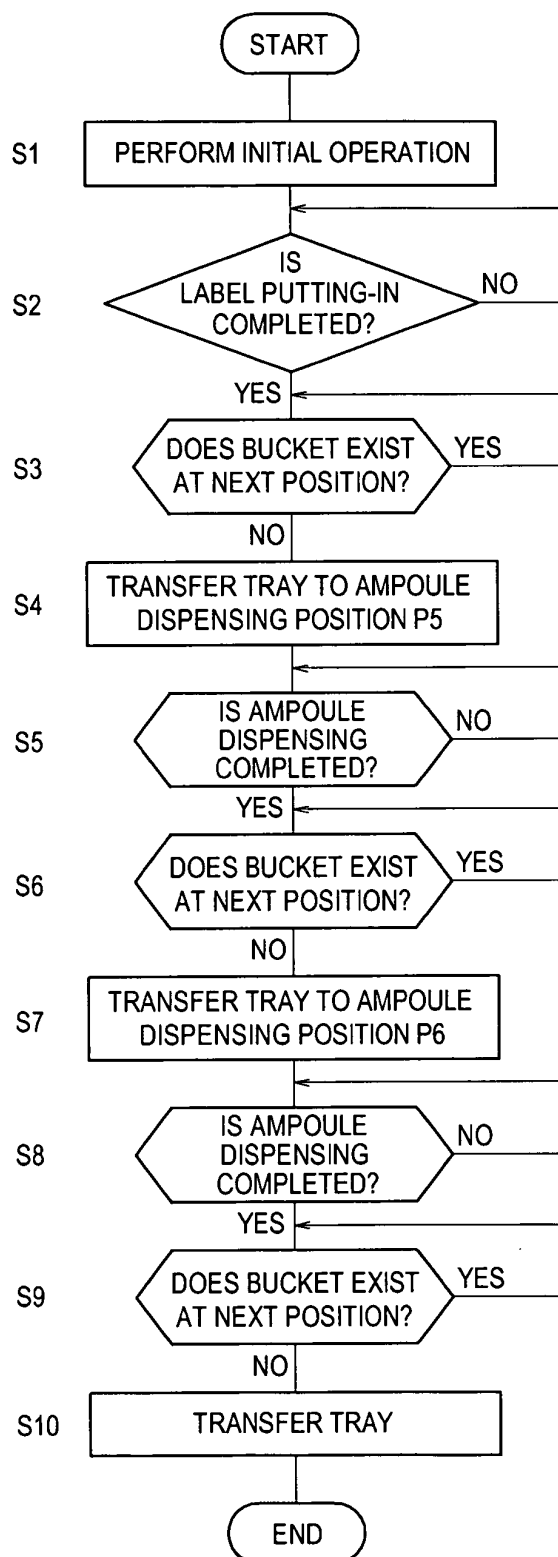 START
S1
PERFORM INITIAL OPERATION
S2
IS
LABEL PUTTING-IN
COMPLETED?
NO
YES
S3
DOES BUCKET EXIST
AT NEXT POSITION?
YES
NO
S4
TRANSFER TRAY TO AMPOULE
DISPENSING POSITION P5
S5
IS AMPOULE
DISPENSING
COMPLETED?
NO
YES
S6
DOES BUCKET EXIST
AT NEXT POSITION?
YES
NO
S7
TRANSFER TRAY TO AMPOULE
DISPENSING POSITION P6
S8
IS AMPOULE
DISPENSING
COMPLETED?
NO
YES
S9
DOES BUCKET EXIST
AT NEXT POSITION?
YES
NO
S10
TRANSFER TRAY
END